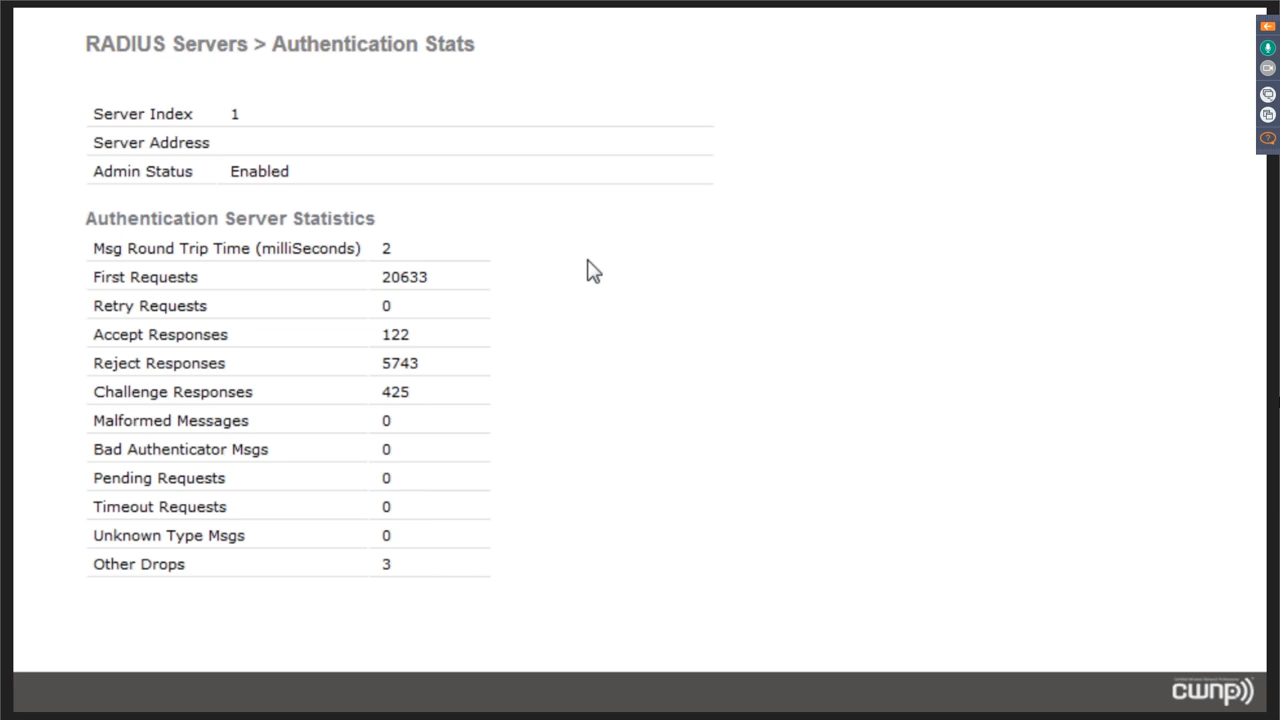 RADIUS Servers > Authentication Stats
Server Index 1
Server Address
Admin Status Enabled
Authentication Server Statistics
Msg Round Trip Time (milliSeconds) 2
First Requests 20633
Retry Requests 0
Accept Responses 122
Reject Responses 5743
Challenge Responses 425
Malformed Messages 0
Bad Authenticator Msgs 0
Pending Requests 0
Timeout Requests 0
Unknown Type Msgs 0
Other Drops 3
cwnp